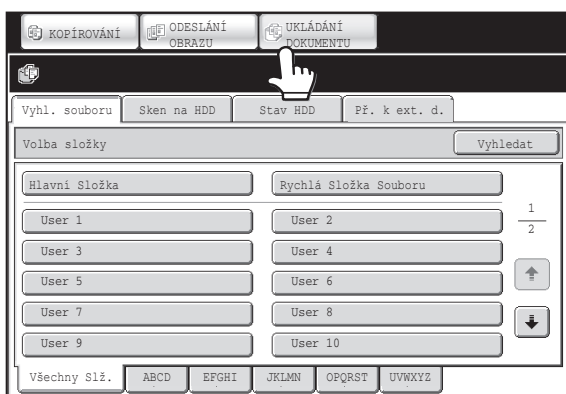 KOPÍROVÁNÍ
ODESLÁNÍ
OBRAZU
UKLÁDÁNÍ
DOKUMENTU
Vyhl. souboru
Sken na HDD
Stav HDD
Př. k ext. d.
Volba složky
Vyhledat
Hlavní Složka
Rychlá Složka Souboru
User 1
User 2
1
2
User 3
User 4
User 5
User 6
User 7
User 8
User 9
User 10
Všechny Slž.
ABCD
EFGHI
JKLMN
OPQRST
UVWXYZ